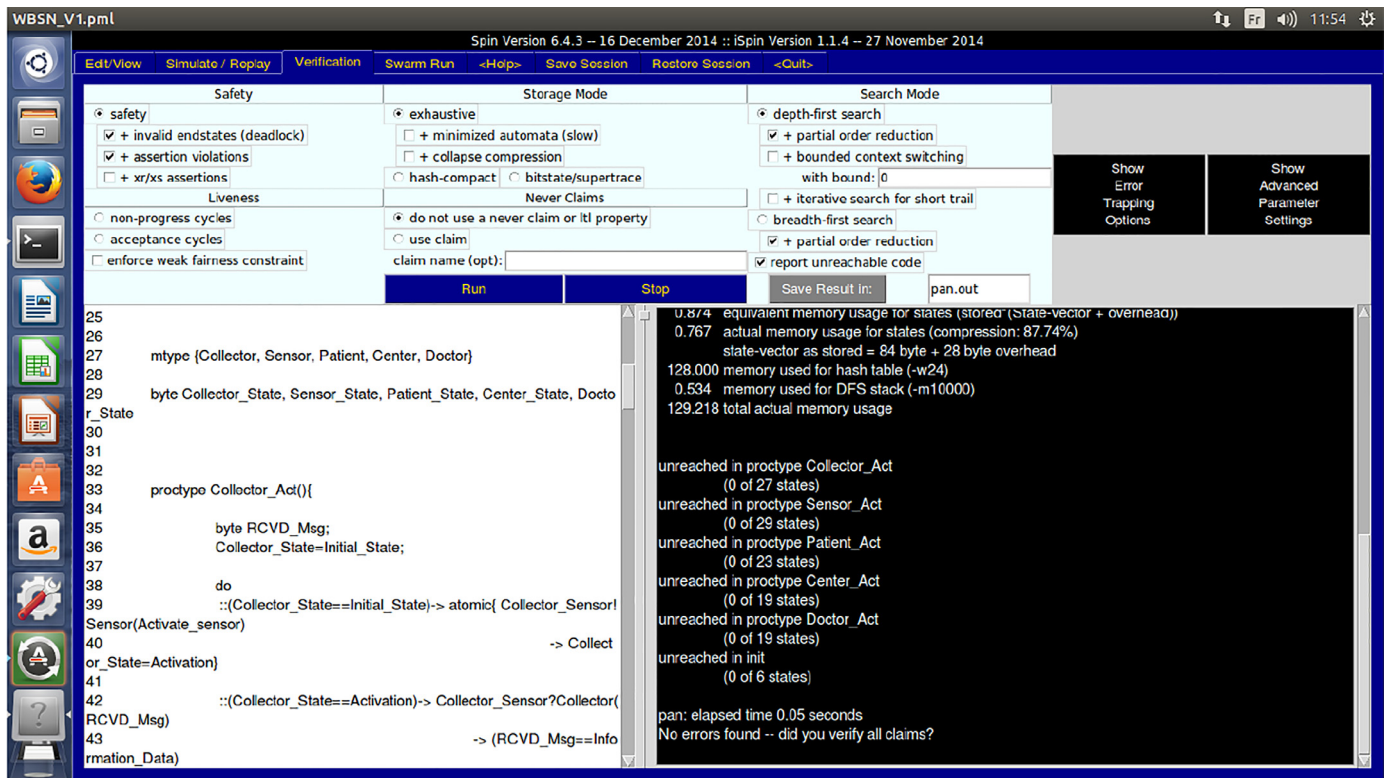 WBSN_V1.pml
Fr 11:54
Spin Version 6.4.3 -- 16 December 2014 :: iSpin Version 1.1.4 -- 27 November 2014
Edit/View Simulate / Replay Verification Swarm Run <Help> Save Session Restore Session <Quit>
Safety Storage Mode Search Mode
safety exhaustive depth-first search
+ invalid endstates (deadlock) + minimized automata (slow) + partial order reduction
+ assertion violations + collapse compression + bounded context switching
+ xr/xs assertions hash-compact bitstate/supertrace with bound: 0
Liveness Never Claims + iterative search for short trail
non-progress cycles do not use a never claim or ltl property breadth-first search
acceptance cycles use claim + partial order reduction
enforce weak fairness constraint claim name (opt): report unreachable code
Run Stop Save Result in: pan.out
Show
Error
Trapping
Options
Show
Advanced
Parameter
Settings
25
26
27 mtype {Collector, Sensor, Patient, Center, Doctor}
28
29 byte Collector_State, Sensor_State, Patient_State, Center_State, Docto
r_State
30
31
32
33 proctype Collector_Act(){
34
35 byte RCVD_Msg;
36 Collector_State=Initial_State;
37
38 do
39 ::(Collector_State==Initial_State)-> atomic{ Collector_Sensor!
Sensor(Activate_sensor)
40 -> Collect
or_State=Activation}
41
42 ::(Collector_State==Activation)-> Collector_Sensor?Collector(
RCVD_Msg)
43 -> (RCVD_Msg==Info
rmation_Data)
0.874 equivalent memory usage for states (stored*(State-vector + overhead))
0.767 actual memory usage for states (compression: 87.74%)
state-vector as stored = 84 byte + 28 byte overhead
128.000 memory used for hash table (-w24)
0.534 memory used for DFS stack (-m10000)
129.218 total actual memory usage
unreached in proctype Collector_Act
(0 of 27 states)
unreached in proctype Sensor_Act
(0 of 29 states)
unreached in proctype Patient_Act
(0 of 23 states)
unreached in proctype Center_Act
(0 of 19 states)
unreached in proctype Doctor_Act
(0 of 19 states)
unreached in init
(0 of 6 states)
pan: elapsed time 0.05 seconds
No errors found -- did you verify all claims?